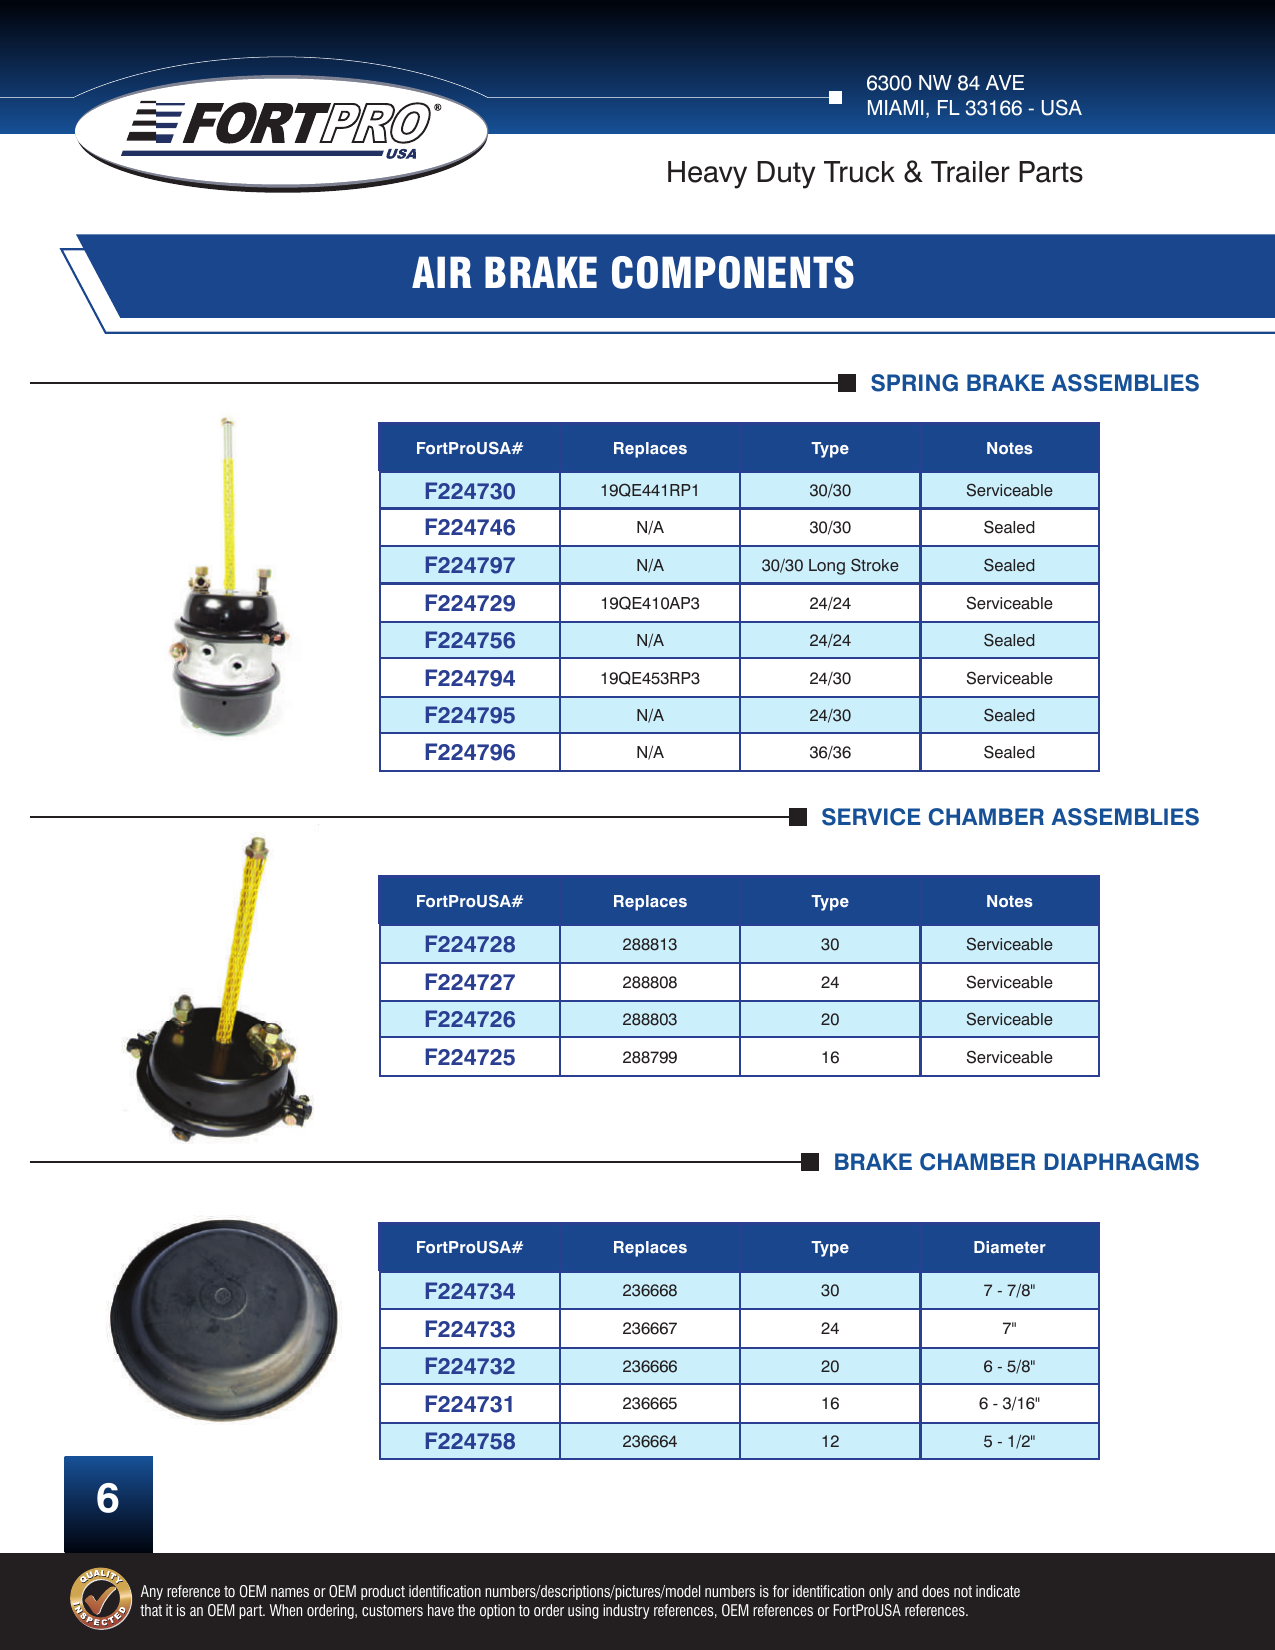 6300 NW 84 AVE
MIAMI, FL 33166 - USA
FORTPRO®
USA
Heavy Duty Truck & Trailer Parts
AIR BRAKE COMPONENTS
SPRING BRAKE ASSEMBLIES
FortProUSA# Replaces Type Notes
F224730 19QE441RP1 30/30 Serviceable
F224746 N/A 30/30 Sealed
F224797 N/A 30/30 Long Stroke Sealed
F224729 19QE410AP3 24/24 Serviceable
F224756 N/A 24/24 Sealed
F224794 19QE453RP3 24/30 Serviceable
F224795 N/A 24/30 Sealed
F224796 N/A 36/36 Sealed
SERVICE CHAMBER ASSEMBLIES
FortProUSA# Replaces Type Notes
F224728 288813 30 Serviceable
F224727 288808 24 Serviceable
F224726 288803 20 Serviceable
F224725 288799 16 Serviceable
BRAKE CHAMBER DIAPHRAGMS
FortProUSA# Replaces Type Diameter
F224734 236668 30 7 - 7/8"
F224733 236667 24 7"
F224732 236666 20 6 - 5/8"
F224731 236665 16 6 - 3/16"
F224758 236664 12 5 - 1/2"
6
QUALITY
INSPECTED
Any reference to OEM names or OEM product identification numbers/descriptions/pictures/model numbers is for identification only and does not indicate
that it is an OEM part. When ordering, customers have the option to order using industry references, OEM references or FortProUSA references.